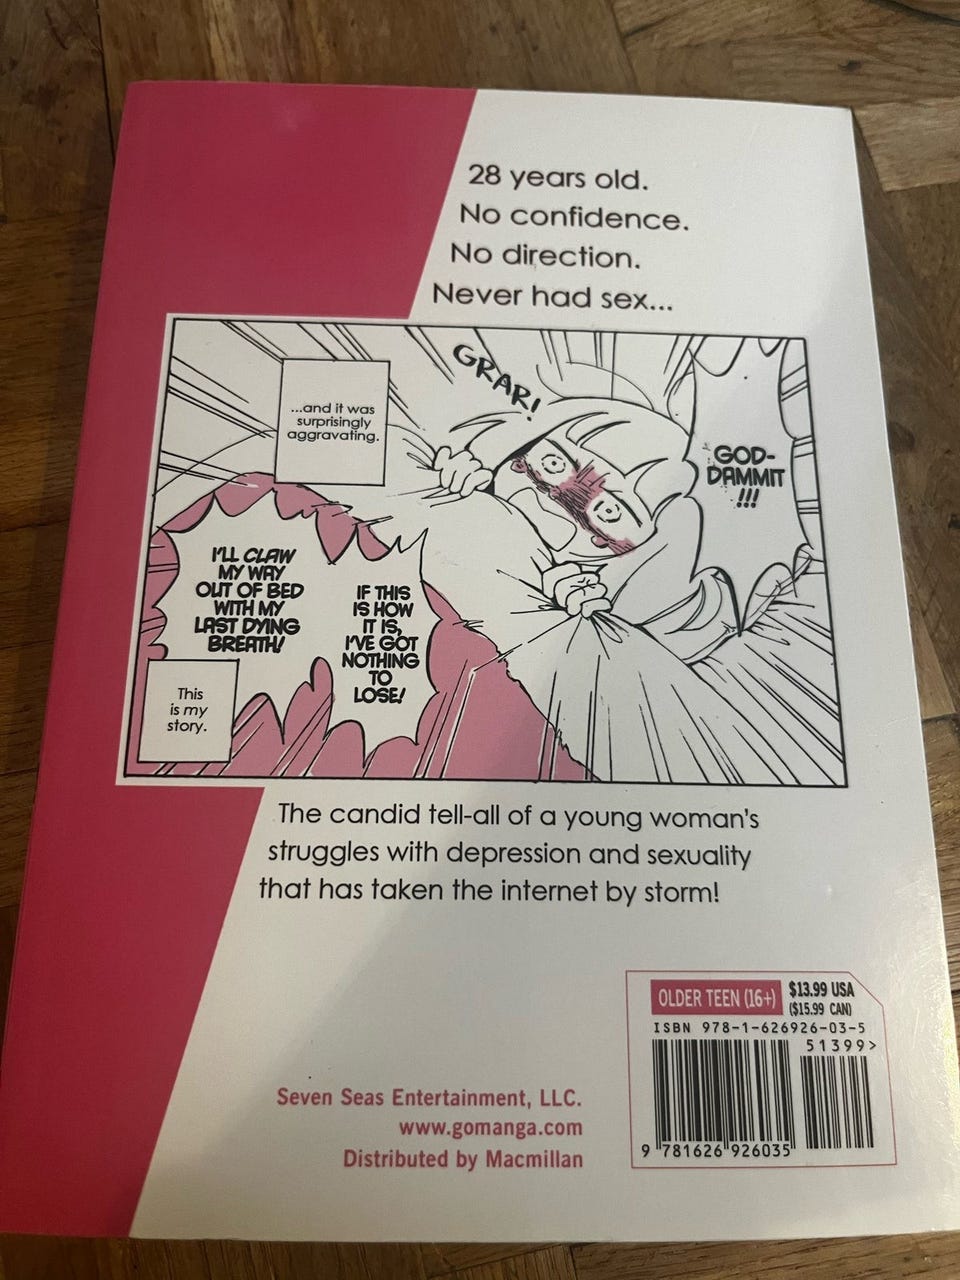 28 years old.
No confidence.
No direction.
Never had sex...
...and it was
surprisingly
aggravating.
GRAR!
GOD-
DAMMIT
!!!
I'LL CLAW
MY WAY
OUT OF BED
WITH MY
LAST DYING
BREATH!
IF THIS
IS HOW
IT IS,
I'VE GOT
NOTHING
TO
LOSE!
This
is my
story.
The candid tell-all of a young woman's
struggles with depression and sexuality
that has taken the internet by storm!
OLDER TEEN (16+)
$13.99 USA
($15.99 CAN)
ISBN 978-1-626926-03-5
51399>
9 781626 926035
Seven Seas Entertainment, LLC.
www.gomanga.com
Distributed by Macmillan